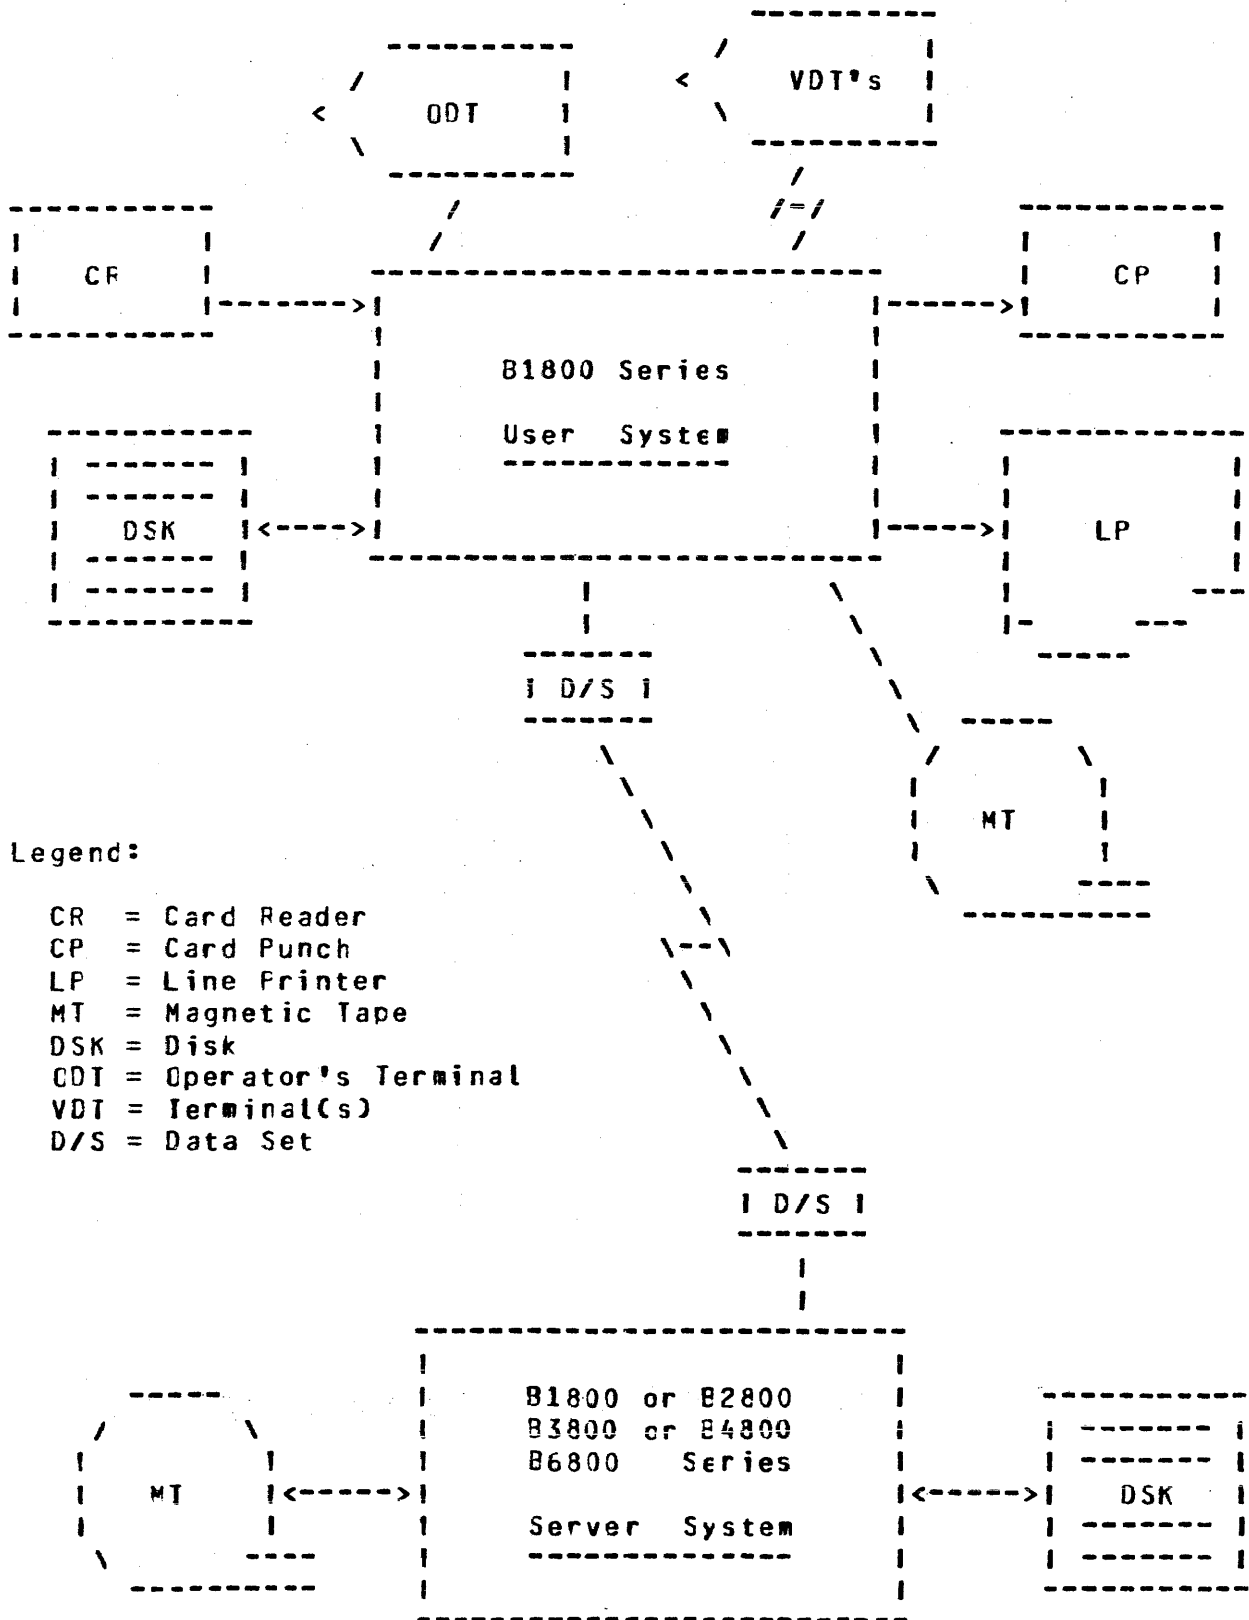 VDT's
ODT
CR
CP
B1800 Series
User System
DSK
LP
D/S
MT
Legend:
CR = Card Reader
CP = Card Punch
LP = Line Printer
MT = Magnetic Tape
DSK = Disk
ODT = Operator's Terminal
VDT = Terminal(s)
D/S = Data Set
D/S
B1800 or B2800
B3800 or B4800
B6800 Series
MT
DSK
Server System